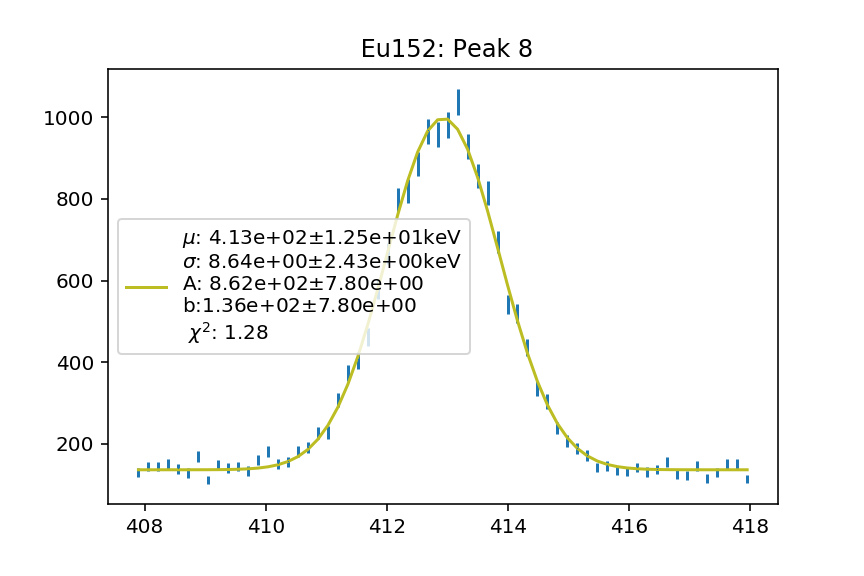 Eu152: Peak 8
1000
800
600
400
200
μ: 4.13e+02±1.25e+01keV
σ: 8.64e+00±2.43e+00keV
A: 8.62e+02±7.80e+00
b:1.36e+02±7.80e+00
χ²: 1.28
408 410 412 414 416 418